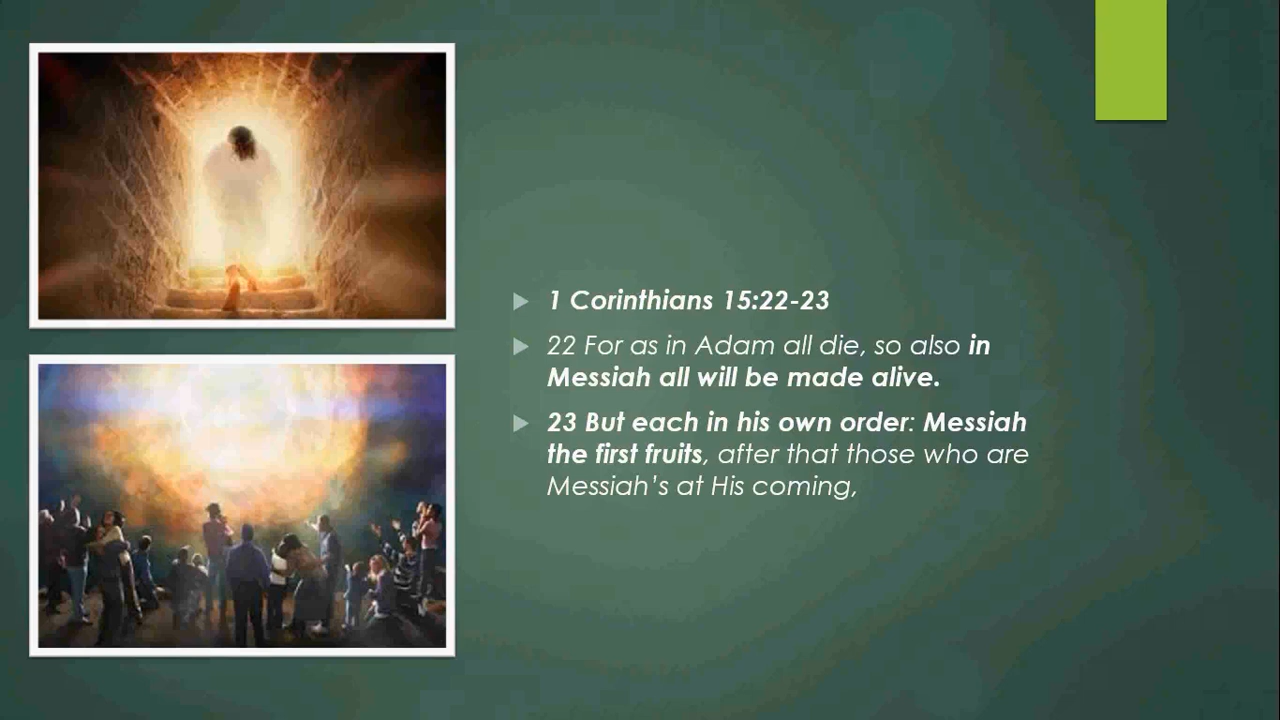 1 Corinthians 15:22-23
22 For as in Adam all die, so also in
Messiah all will be made alive.
23 But each in his own order: Messiah
the first fruits, after that those who are
Messiah’s at His coming,